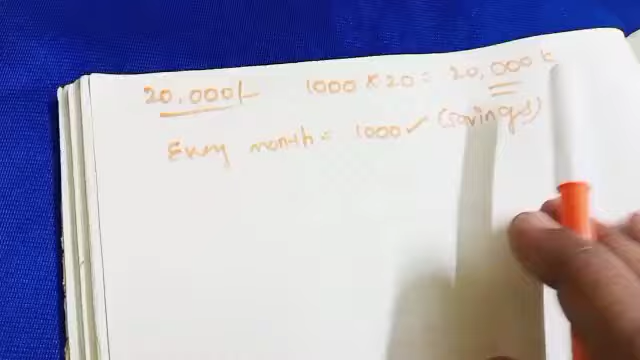 20.000/- 1000 x 20 = 20,000 k
Every month = 1000 ✓ (savings)